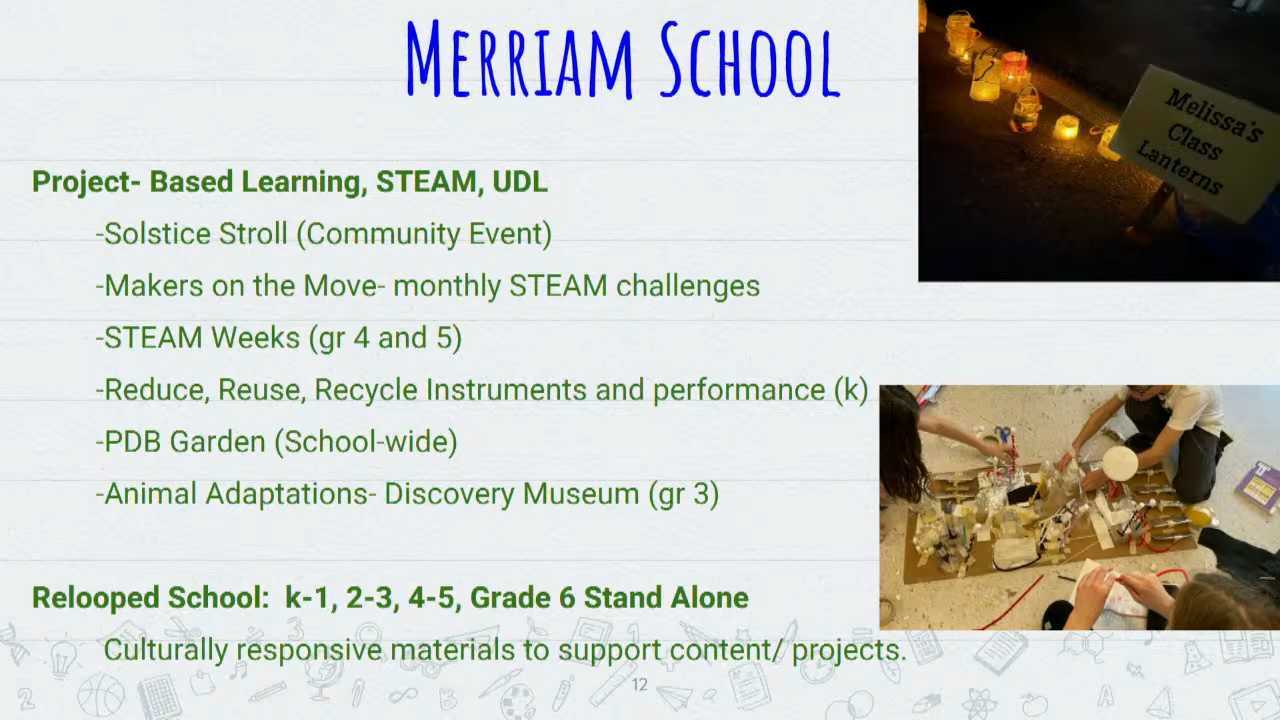 Merriam School
Melissa's
Class
Lanterns
Project- Based Learning, STEAM, UDL
-Solstice Stroll (Community Event)
-Makers on the Move- monthly STEAM challenges
-STEAM Weeks (gr 4 and 5)
-Reduce, Reuse, Recycle Instruments and performance (k)
-PDB Garden (School-wide)
-Animal Adaptations- Discovery Museum (gr 3)
Relooped School: k-1, 2-3, 4-5, Grade 6 Stand Alone
Culturally responsive materials to support content/ projects.
12